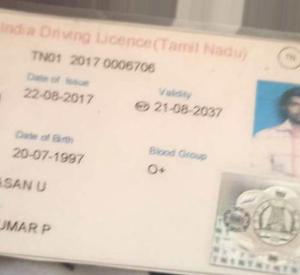 India Driving Licence (Tamil Nadu)
TN
TN01 2017 0006706
Date of Issue Validity
22-08-2017 21-08-2037
Date of Birth Blood Group
20-07-1997 O+
ASAN U
UMAR P